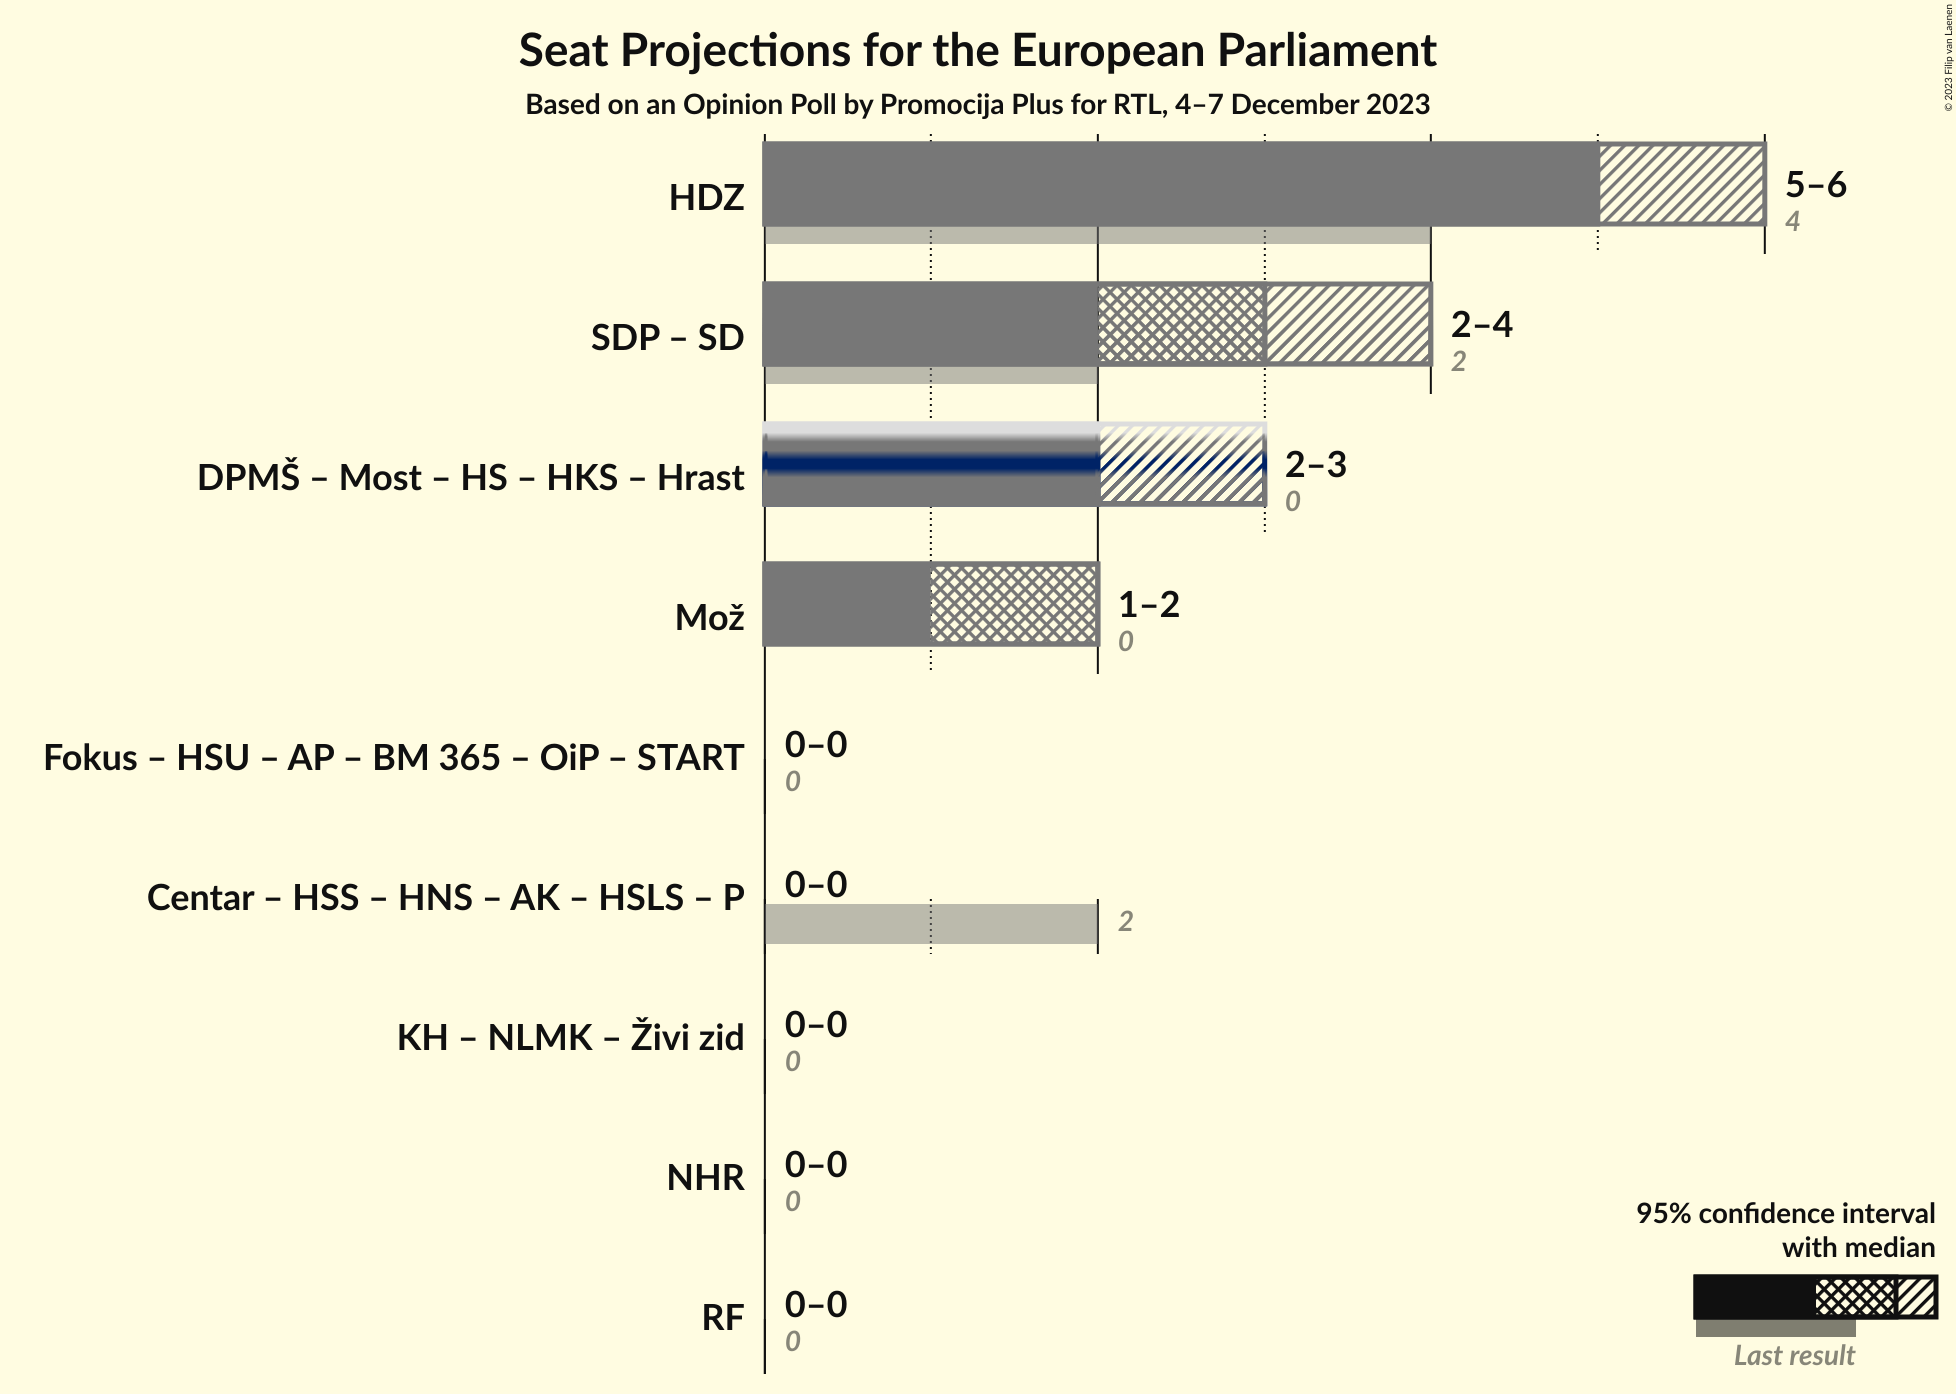 Seat Projections for the European Parliament
Based on an Opinion Poll by Promocija Plus for RTL, 4–7 December 2023
© 2023 Filip van Laenen
HDZ
5–6
4
SDP – SD
2–4
2
DPMŠ – Most – HS – HKS – Hrast
2–3
0
Mož
1–2
0
Fokus – HSU – AP – BM 365 – OiP – START
0–0
0
Centar – HSS – HNS – AK – HSLS – P
0–0
2
KH – NLMK – Živi zid
0–0
0
NHR
0–0
0
RF
0–0
0
95% confidence interval
with median
Last result